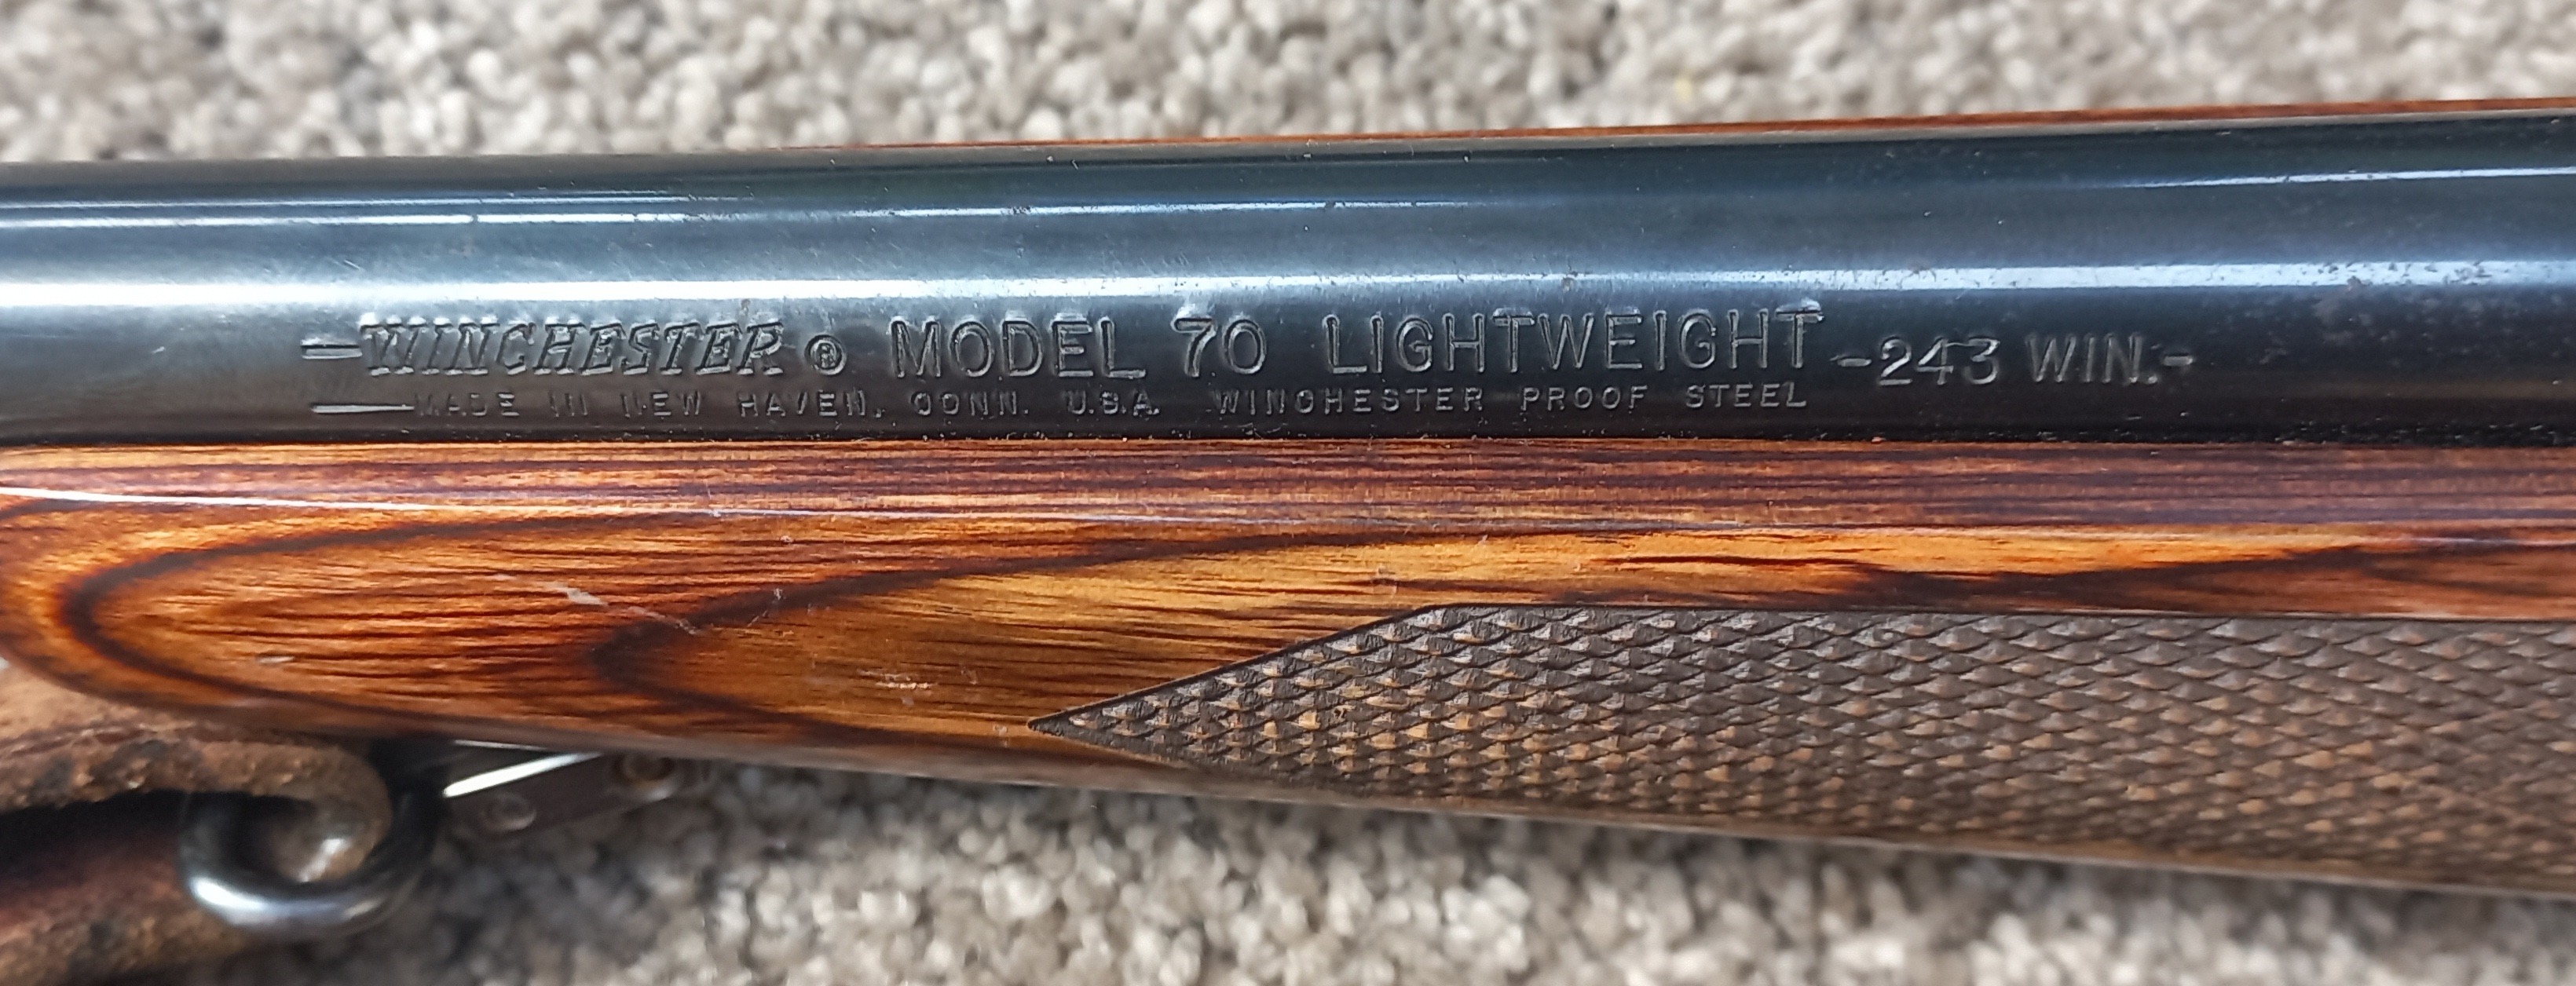 WINCHESTER ® MODEL 70 LIGHTWEIGHT -243 WIN.-
MADE IN NEW HAVEN, CONN. U.S.A. WINCHESTER PROOF STEEL